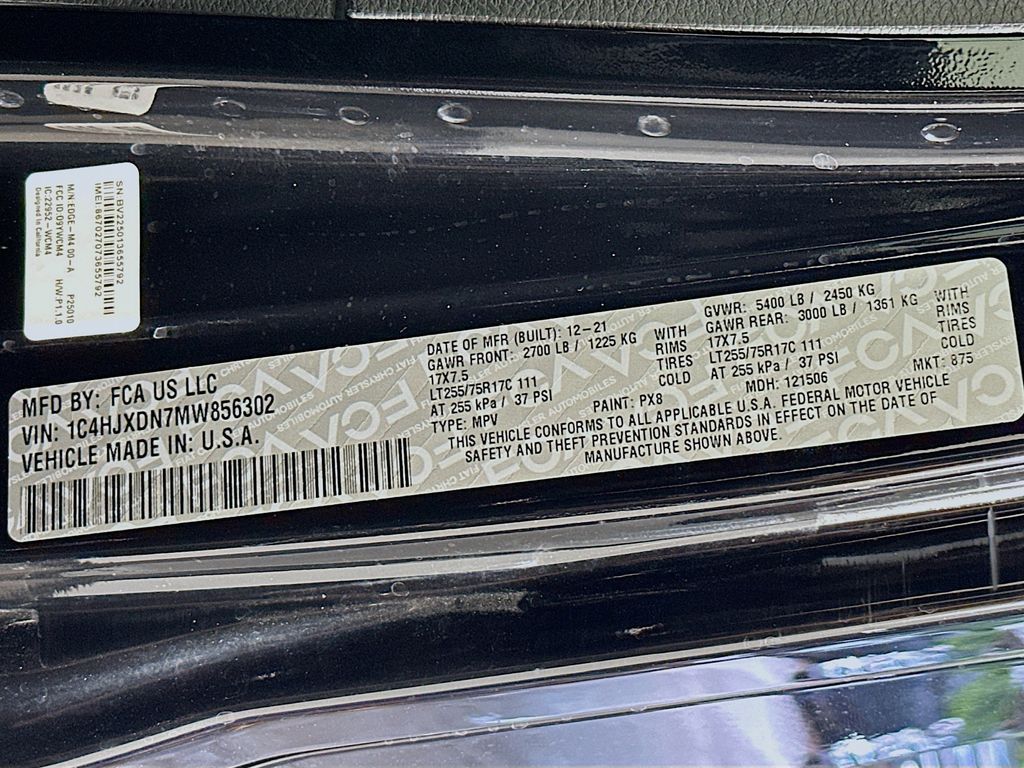 SN:BV225013655792
IMEI:867027073655792
M/N:EDGE-M4 00-A P25010
FCC ID:09YWCM4 H/W:P1.1.0
IC:22952-WCM4
Designed in California
MFD BY: FCA US LLC
VIN: 1C4HJXDN7MW856302
VEHICLE MADE IN: U.S.A.
DATE OF MFR (BUILT): 12-21
GAWR FRONT: 2700 LB / 1225 KG WITH
17X7.5 RIMS
LT255/75R17C 111 TIRES
AT 255 kPa / 37 PSI COLD
TYPE: MPV
PAINT: PX8
GVWR: 5400 LB / 2450 KG
GAWR REAR: 3000 LB / 1361 KG WITH
17X7.5 RIMS
LT255/75R17C 111 TIRES
AT 255 kPa / 37 PSI COLD
MDH: 121506 MKT: 875
THIS VEHICLE CONFORMS TO ALL APPLICABLE U.S.A. FEDERAL MOTOR VEHICLE
SAFETY AND THEFT PREVENTION STANDARDS IN EFFECT ON THE DATE OF
MANUFACTURE SHOWN ABOVE.